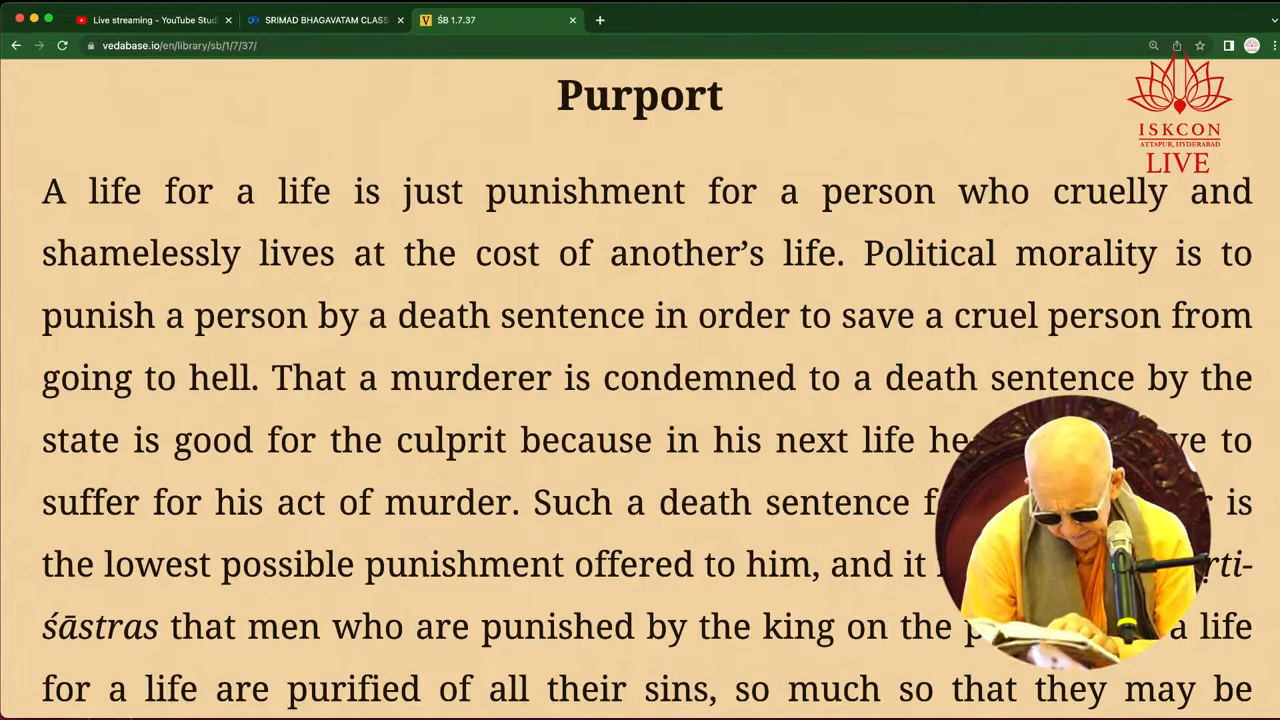 Live streaming - YouTube Stud
SRIMAD BHAGAVATAM CLASS
ŚB 1.7.37
vedabase.io/en/library/sb/1/7/37/
Purport
ISKCON
ATTAPUR, HYDERABAD
LIVE
A life for a life is just punishment for a person who cruelly and
shamelessly lives at the cost of another’s life. Political morality is to
punish a person by a death sentence in order to save a cruel person from
going to hell. That a murderer is condemned to a death sentence by the
state is good for the culprit because in his next life he ve to
suffer for his act of murder. Such a death sentence f r is
the lowest possible punishment offered to him, and it ṛti-
śāstras that men who are punished by the king on the p a life
for a life are purified of all their sins, so much so that they may be